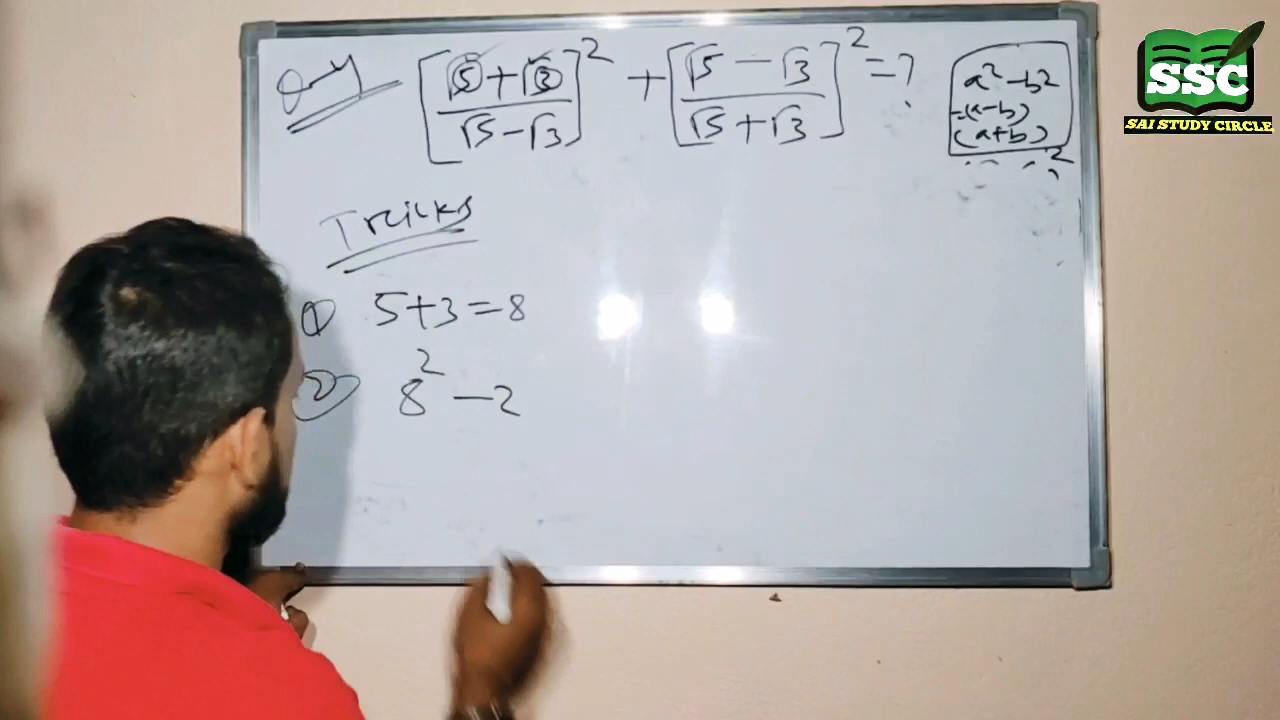 Qny [(√5+√3)/(√5-√3)]² + [(√5-√3)/(√5+√3)]² = ?
a²-b²
=(a-b)
(a+b)
Tricks
① 5+3=8
② 8²-2
SSC
SAI STUDY CIRCLE